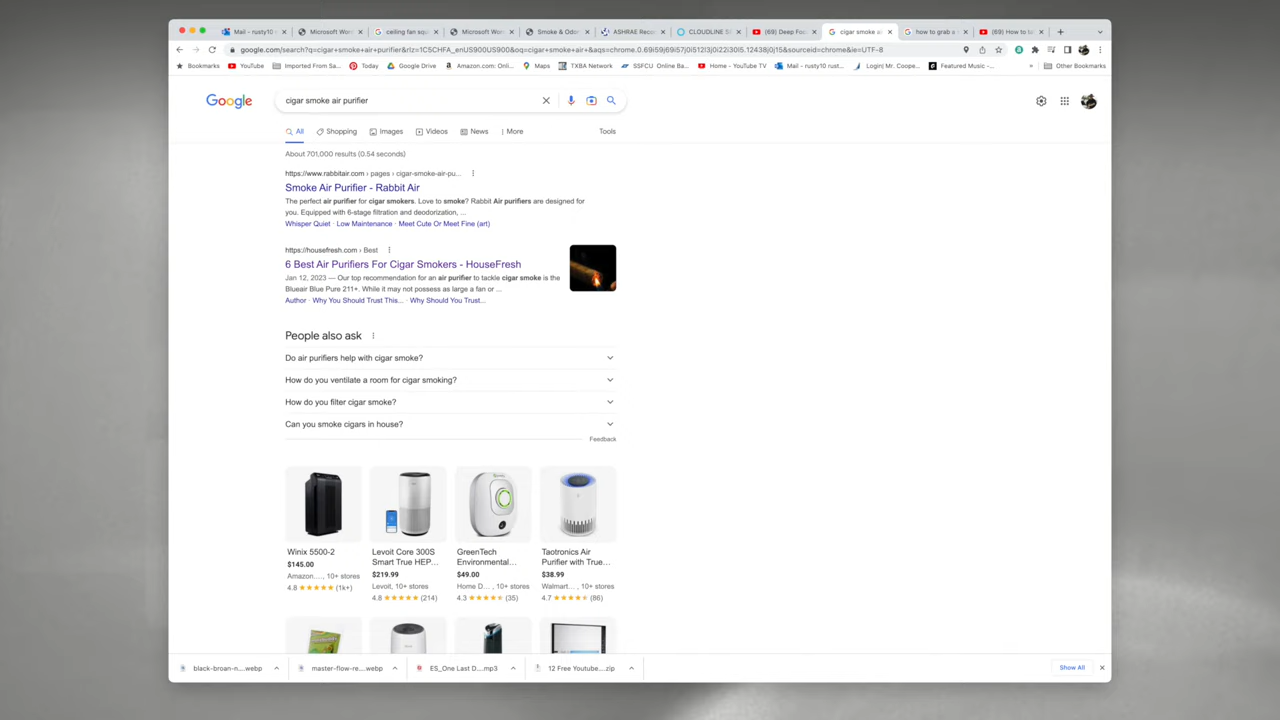 Mail - rusty10 r
Microsoft Wor
ceiling fan squ
Microsoft Wor
Smoke & Odor
ASHRAE Reco
CLOUDLINE S
(69) Deep Foc
cigar smoke ai
how to grab a
(69) How to ta
google.com/search?q=cigar+smoke+air+purifier&rlz=1C5CHFA_enUS900US900&oq=cigar+smoke+air+&aqs=chrome.0.69i59j69i57j0i512l3j0i22i30l5.12438j0j15&sourceid=chrome&ie=UTF-8
Bookmarks
YouTube
Imported From Sa...
Today
Google Drive
Amazon.com: Onli...
Maps
TXBA Network
SSFCU Online Ba...
Home - YouTube TV
Mail - rusty10 rust...
Login| Mr. Coope...
Featured Music -...
»
Other Bookmarks
Google
cigar smoke air purifier
All
Shopping
Images
Videos
News
More
Tools
About 701,000 results (0.54 seconds)
https://www.rabbitair.com › pages › cigar-smoke-air-pu...
Smoke Air Purifier - Rabbit Air
The perfect air purifier for cigar smokers. Love to smoke? Rabbit Air purifiers are designed for
you. Equipped with 6-stage filtration and deodorization, ...
Whisper Quiet · Low Maintenance · Meet Cute Or Meet Fine (art)
https://housefresh.com › Best
6 Best Air Purifiers For Cigar Smokers - HouseFresh
Jan 12, 2023 — Our top recommendation for an air purifier to tackle cigar smoke is the
Blueair Blue Pure 211+. While it may not possess as large a fan or ...
Author · Why You Should Trust This... · Why Should You Trust...
People also ask
Do air purifiers help with cigar smoke?
How do you ventilate a room for cigar smoking?
How do you filter cigar smoke?
Can you smoke cigars in house?
Feedback
Winix 5500-2
$145.00
Amazon...., 10+ stores
4.8 (1k+)
Levoit Core 300S
Smart True HEP...
$219.99
Levoit, 10+ stores
4.8 (214)
GreenTech
Environmental...
$49.00
Home D..., 10+ stores
4.3 (35)
Taotronics Air
Purifier with True...
$38.99
Walmart..., 10+ stores
4.7 (86)
black-broan-n....webp
master-flow-re....webp
ES_One Last D....mp3
12 Free Youtube....zip
Show All